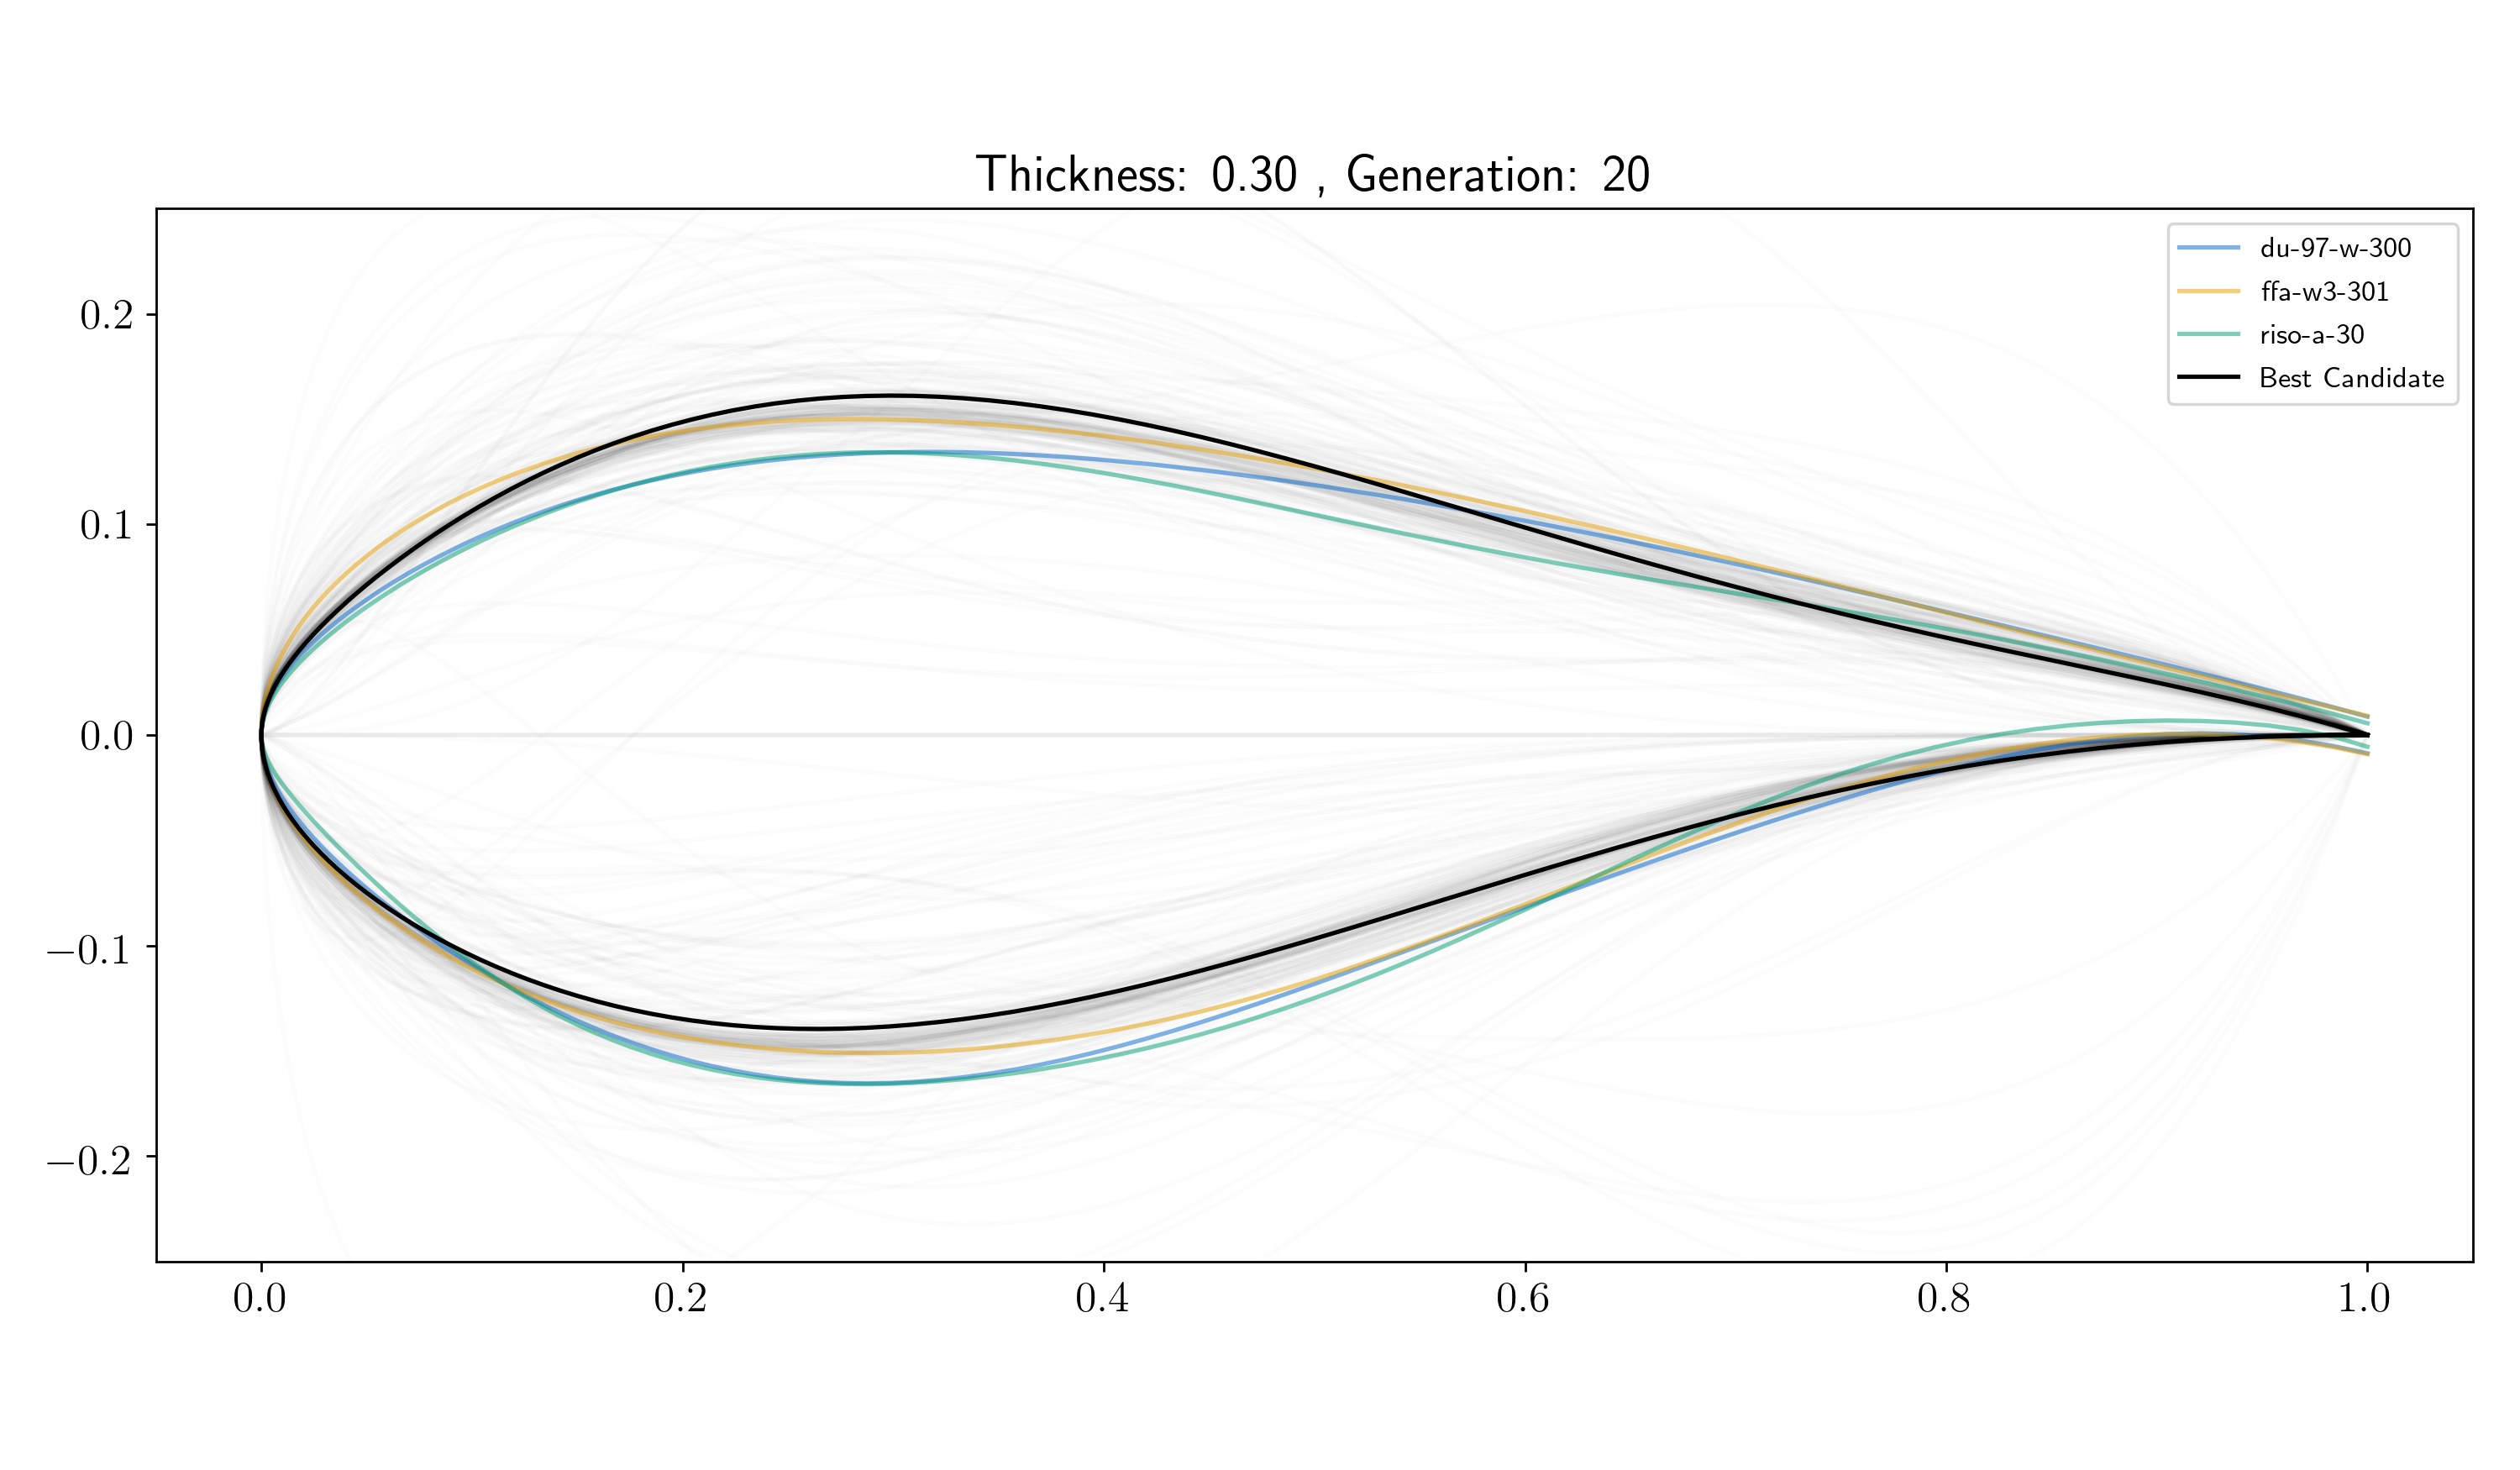 Thickness: 0.30 , Generation: 20
du-97-w-300
ffa-w3-301
riso-a-30
Best Candidate
0.2
0.1
0.0
−0.1
−0.2
0.0 0.2 0.4 0.6 0.8 1.0